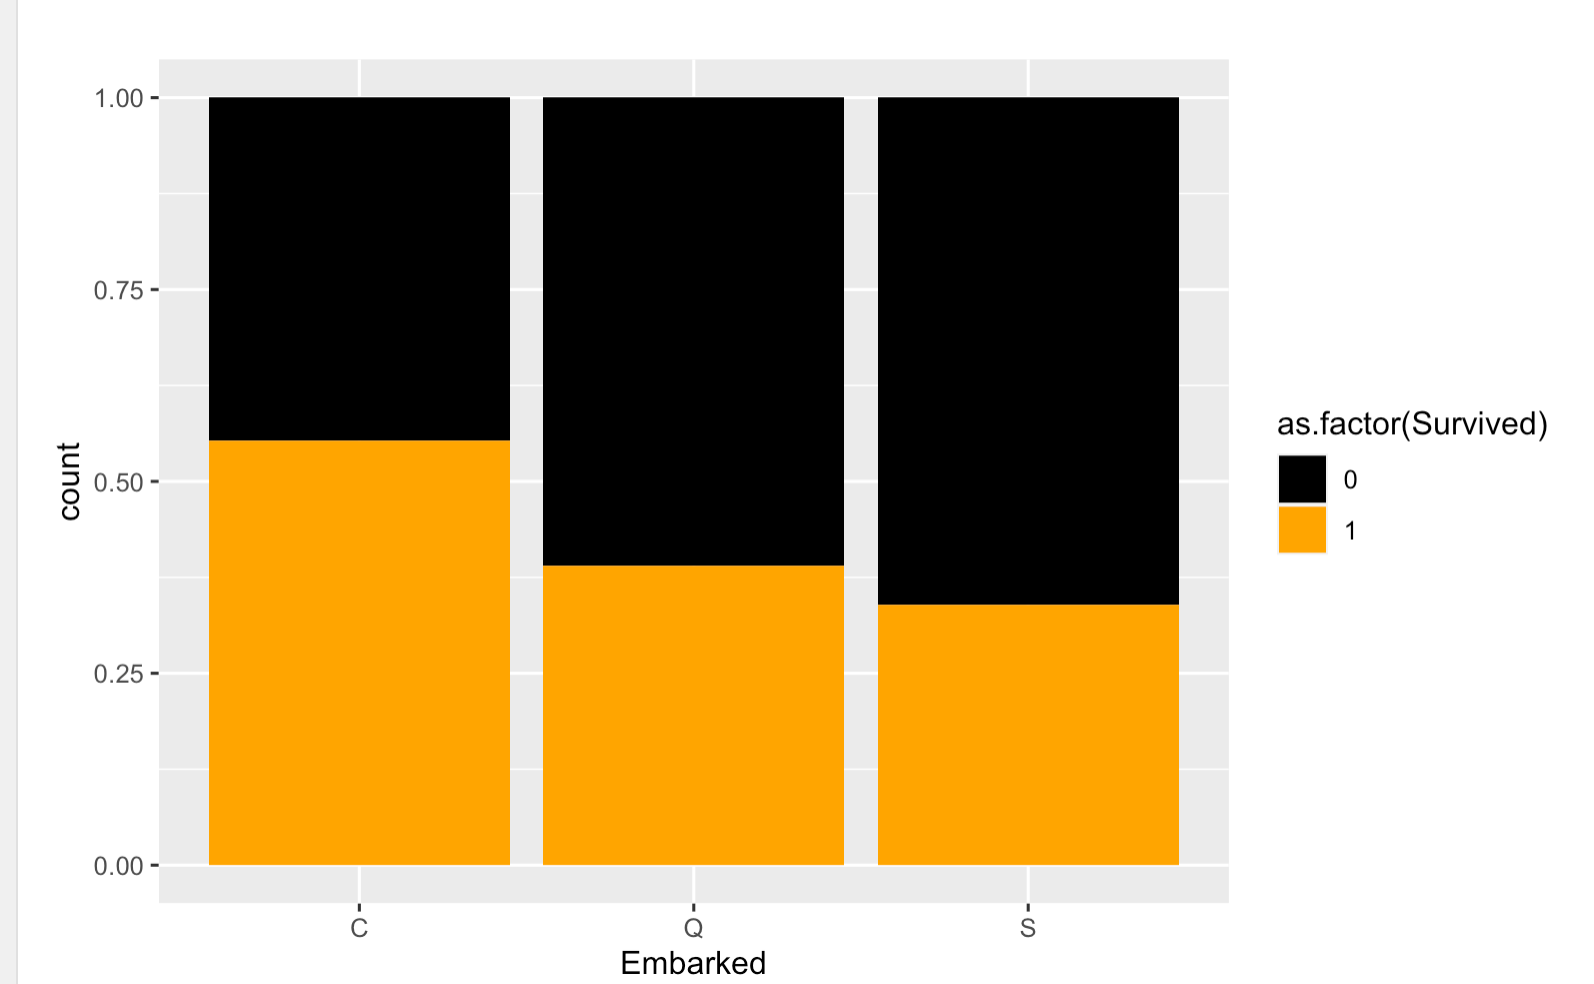 1.00
0.75
0.50
0.25
0.00
count
C
Q
S
Embarked
as.factor(Survived)
0
1